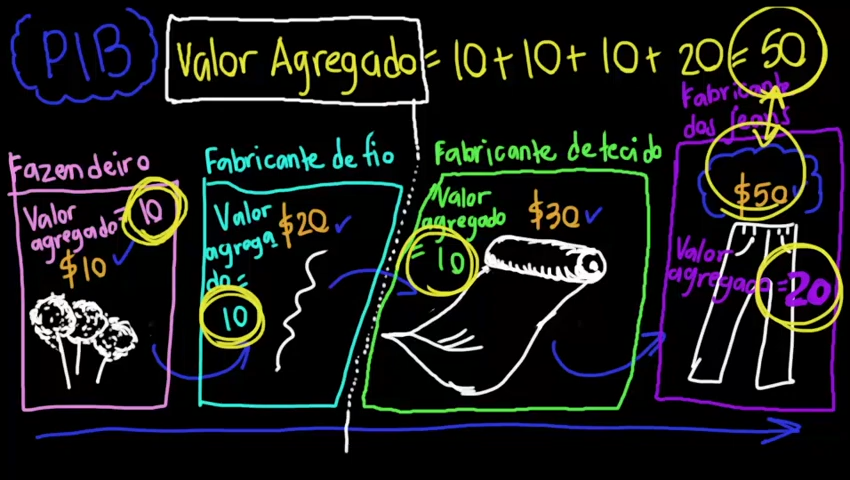 PIB
Valor Agregado = 10 + 10 + 10 + 20 = 50
Fazendeiro
Valor
agregado = 10
$10
Fabricante de fio
Valor
agrega
do =
10
$20
Fabricante de tecido
Valor
agregado
= 10
$30
Fabricante
dos jeans
$50
Valor
agregado = 20